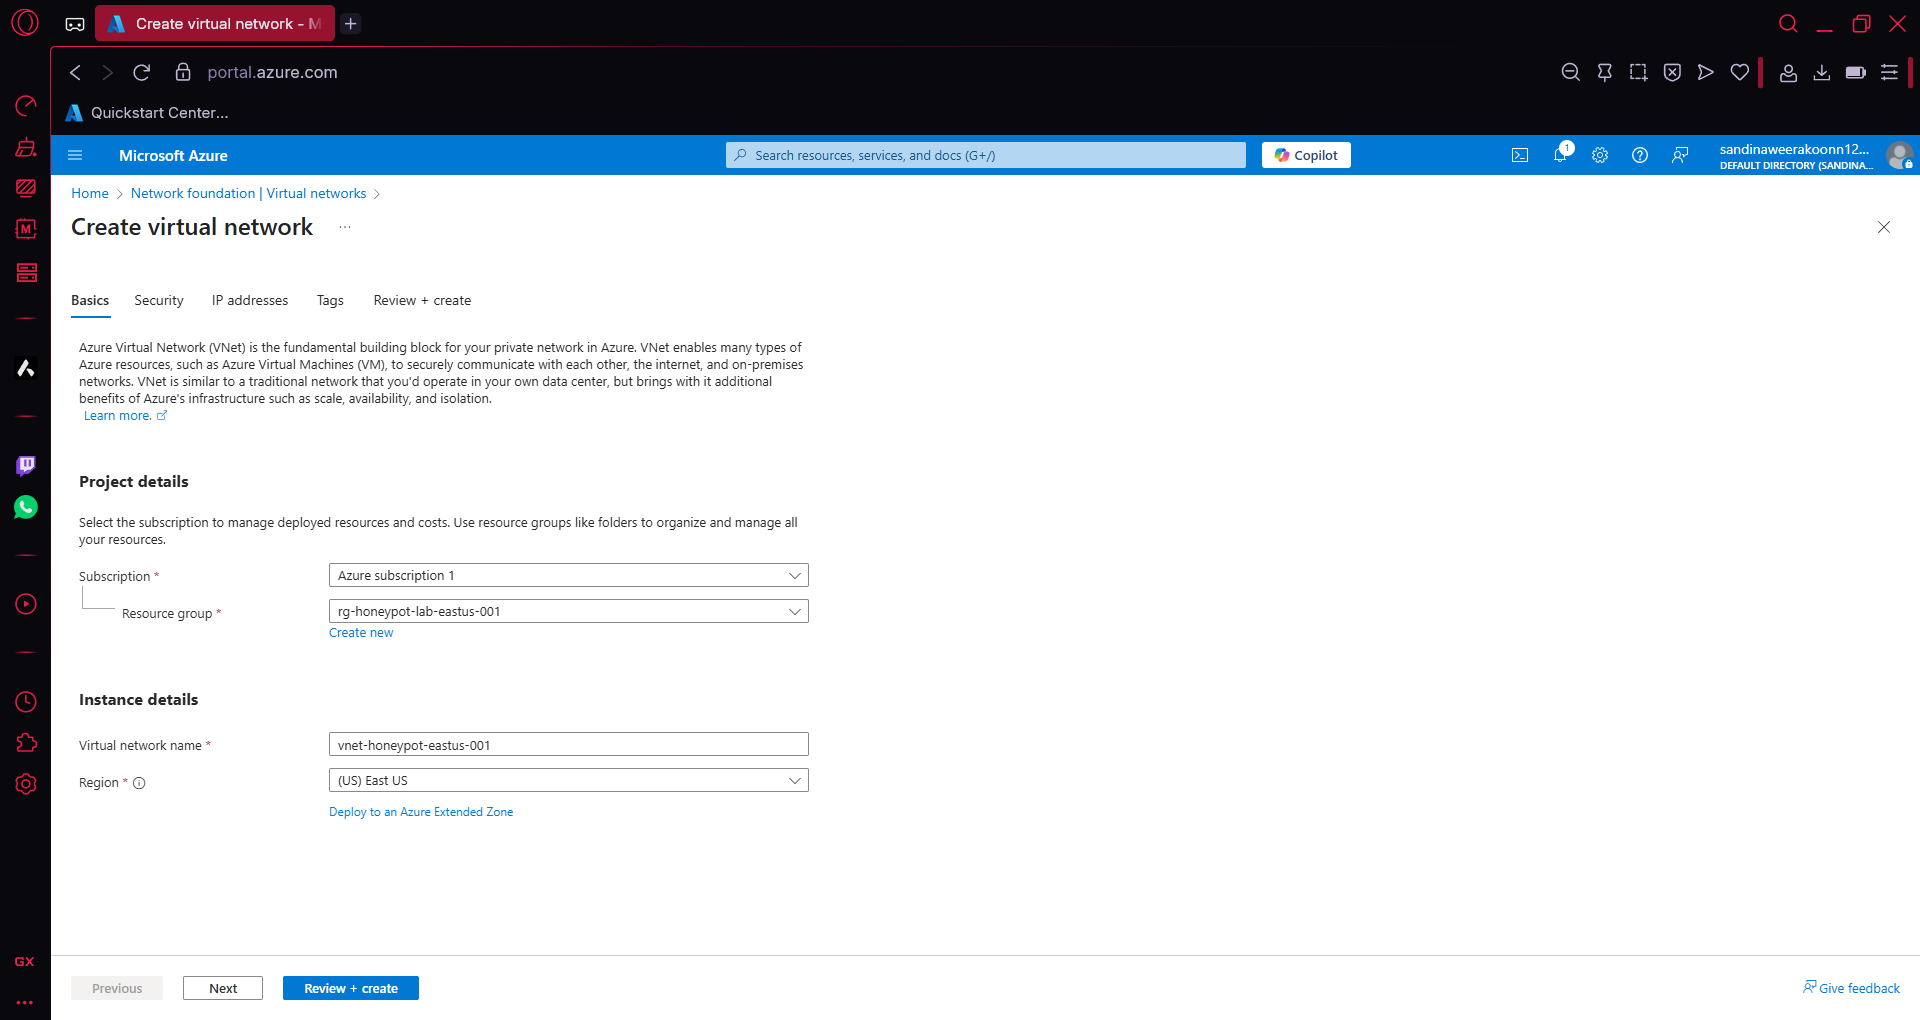 Create virtual network - M
portal.azure.com
Quickstart Center...
Microsoft Azure
Search resources, services, and docs (G+/)
Copilot
1
sandinaweerakoonn12...
DEFAULT DIRECTORY (SANDINA...
Home > Network foundation | Virtual networks >
Create virtual network ...
Basics
Security
IP addresses
Tags
Review + create
Azure Virtual Network (VNet) is the fundamental building block for your private network in Azure. VNet enables many types of
Azure resources, such as Azure Virtual Machines (VM), to securely communicate with each other, the internet, and on-premises
networks. VNet is similar to a traditional network that you'd operate in your own data center, but brings with it additional
benefits of Azure's infrastructure such as scale, availability, and isolation.
Learn more.
Project details
Select the subscription to manage deployed resources and costs. Use resource groups like folders to organize and manage all
your resources.
Subscription *
Azure subscription 1
Resource group *
rg-honeypot-lab-eastus-001
Create new
Instance details
Virtual network name *
vnet-honeypot-eastus-001
Region *
(US) East US
Deploy to an Azure Extended Zone
M
GX
Previous
Next
Review + create
Give feedback